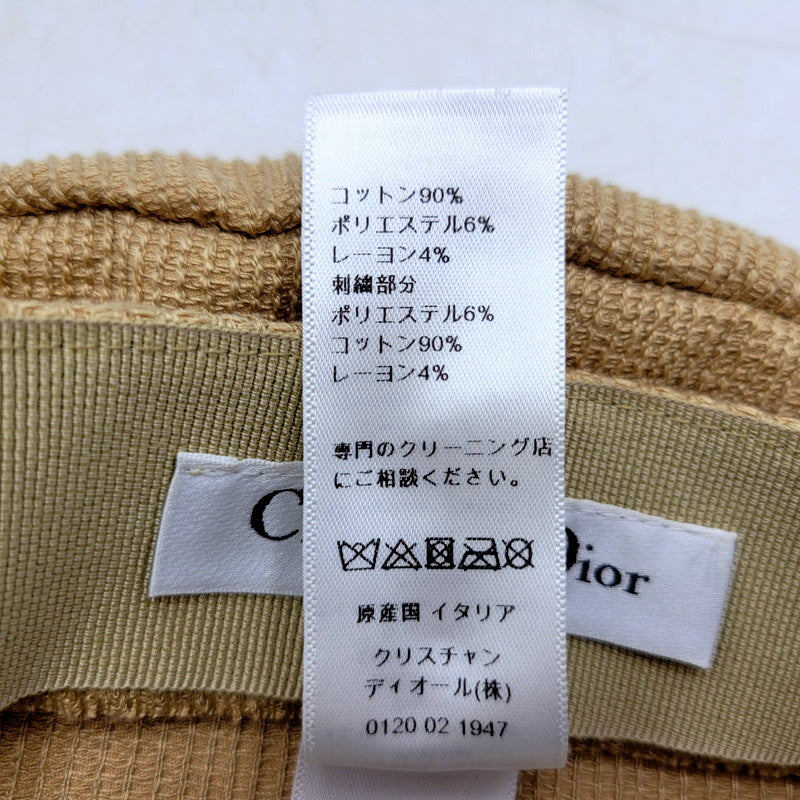 コットン90%
ポリエステル6%
レーヨン4%
刺繍部分
ポリエステル6%
コットン90%
レーヨン4%
専門のクリーニング店
にご相談ください。
Dior
原産国 イタリア
クリスチャン
ディオール(株)
0120 02 1947